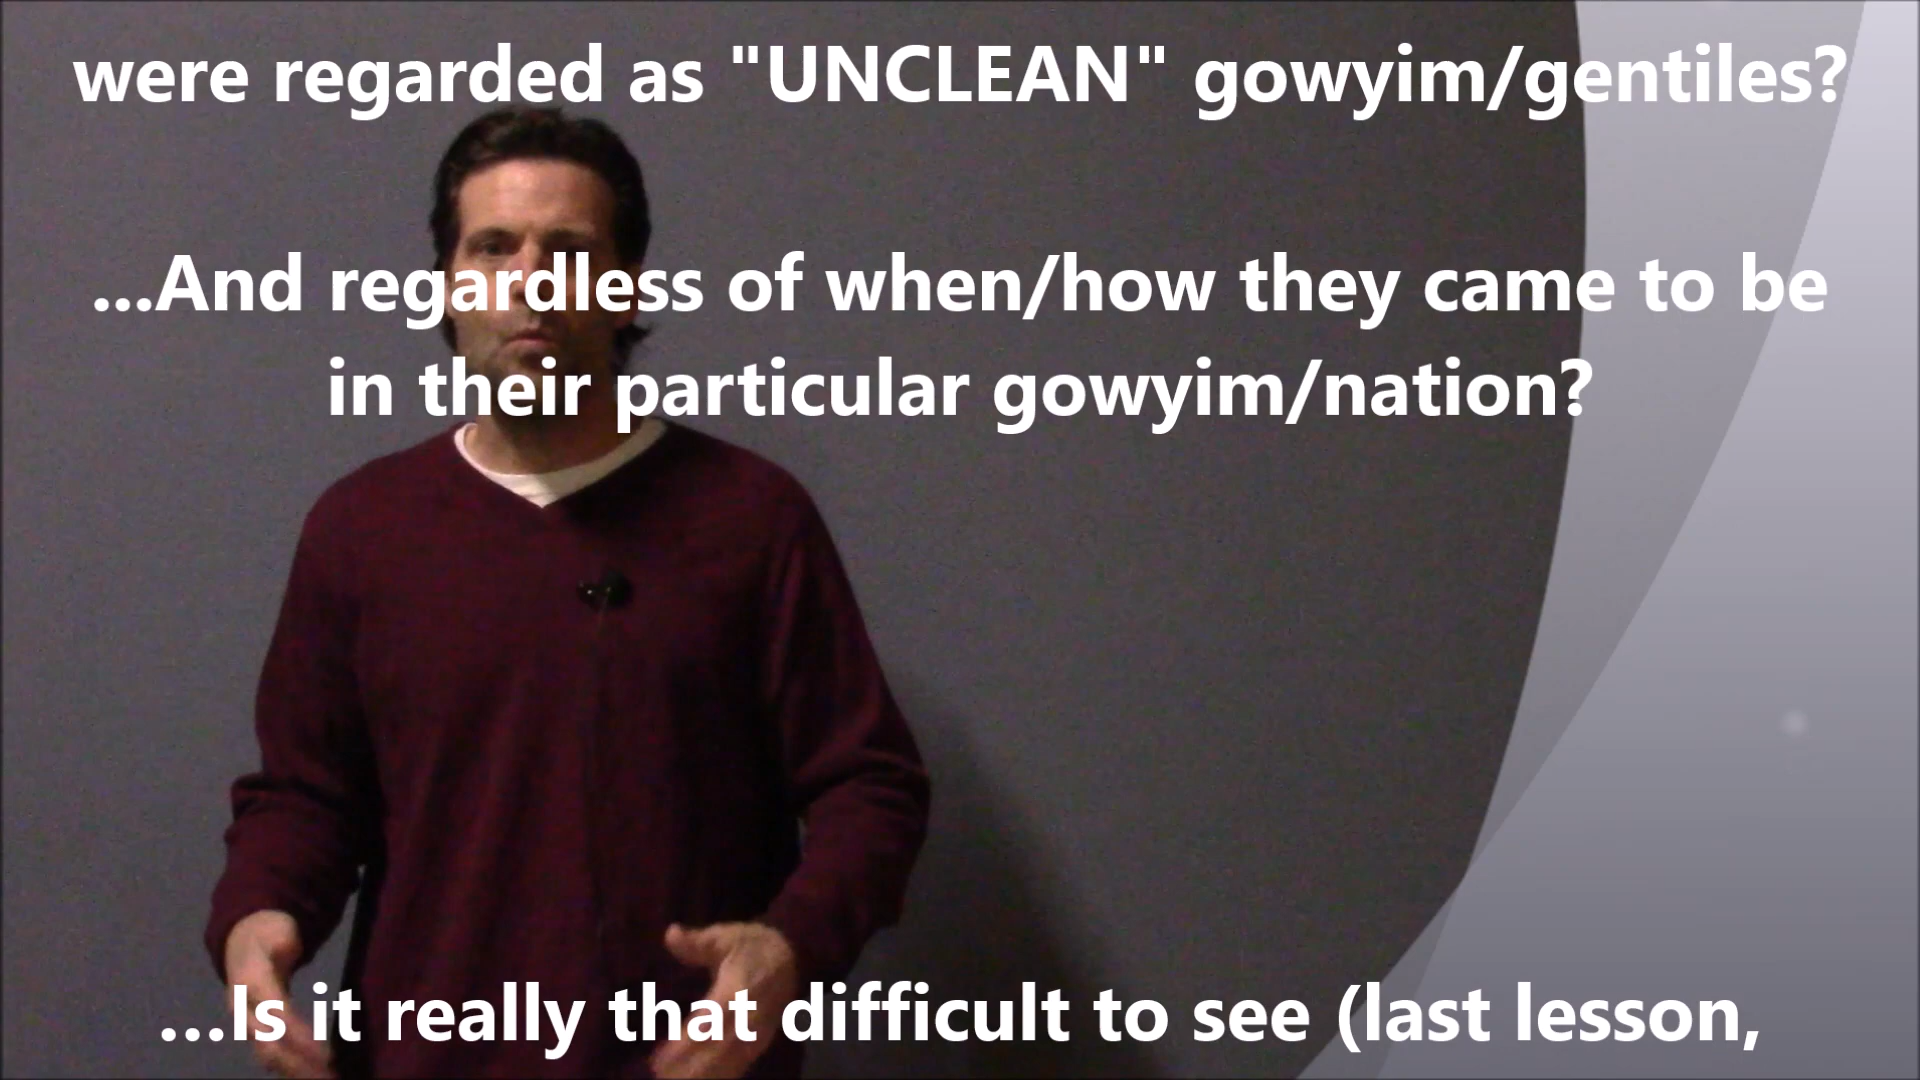 were regarded as "UNCLEAN" gowyim/gentiles?
...And regardless of when/how they came to be
in their particular gowyim/nation?
...Is it really that difficult to see (last lesson,